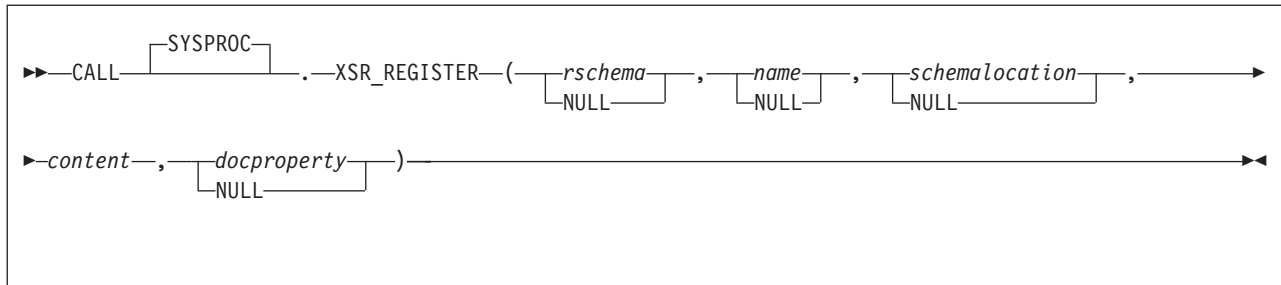 SYSPROC
CALL . XSR_REGISTER ( rschema , name , schemalocation ,
NULL NULL NULL
content , docproperty )
NULL